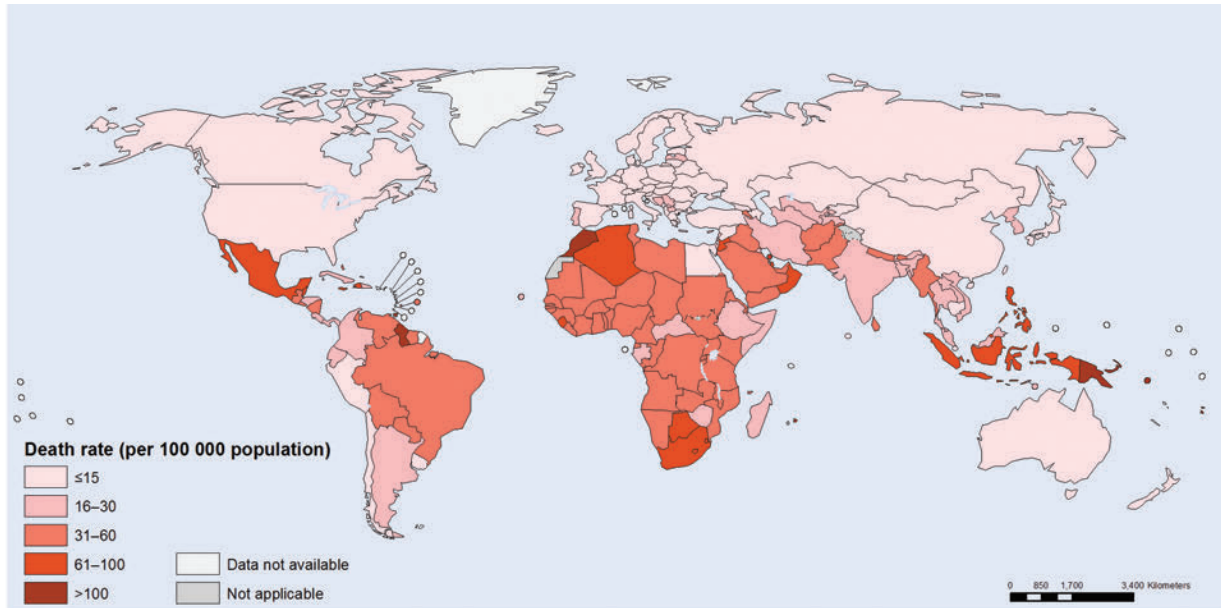 Death rate (per 100 000 population)
≤15
16–30
31–60
61–100
>100
Data not available
Not applicable
0 850 1,700 3,400 Kilometers